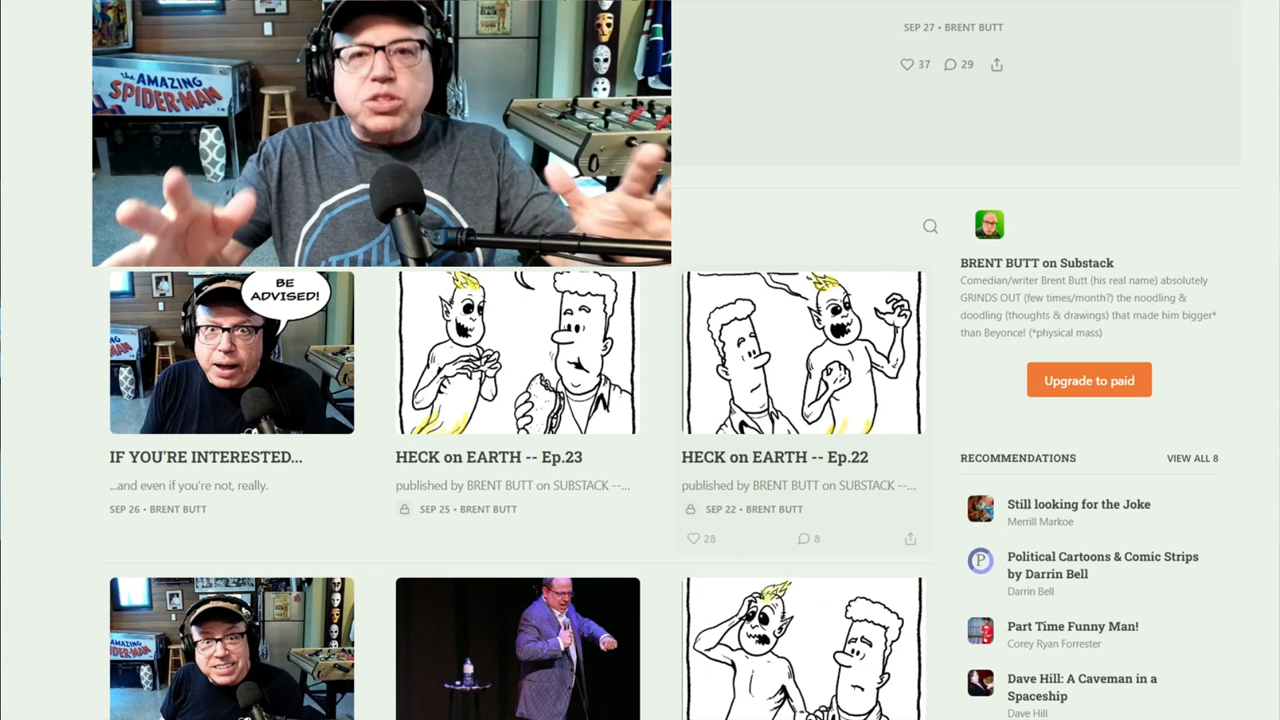 the AMAZING
SPIDER-MAN
SEP 27 • BRENT BUTT
37
29
BRENT BUTT on Substack
Comedian/writer Brent Butt (his real name) absolutely
GRINDS OUT (few times/month?) the noodling &
doodling (thoughts & drawings) that made him bigger*
than Beyonce! (*physical mass)
Upgrade to paid
BE
ADVISED!
IF YOU'RE INTERESTED...
...and even if you're not, really.
SEP 26 • BRENT BUTT
HECK on EARTH -- Ep.23
published by BRENT BUTT on SUBSTACK --...
SEP 25 • BRENT BUTT
HECK on EARTH -- Ep.22
published by BRENT BUTT on SUBSTACK --...
SEP 22 • BRENT BUTT
28
8
RECOMMENDATIONS
VIEW ALL 8
Still looking for the Joke
Merrill Markoe
P
Political Cartoons & Comic Strips
by Darrin Bell
Darrin Bell
Part Time Funny Man!
Corey Ryan Forrester
Dave Hill: A Caveman in a
Spaceship
Dave Hill
AMAZING